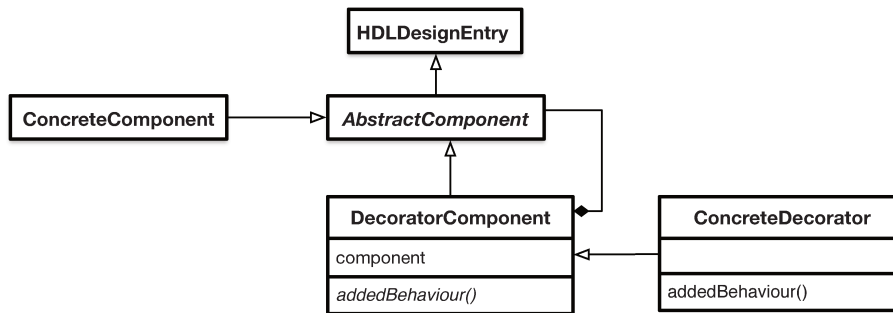 HDLDesignEntry
ConcreteComponent
AbstractComponent
DecoratorComponent
component
addedBehaviour()
ConcreteDecorator
addedBehaviour()